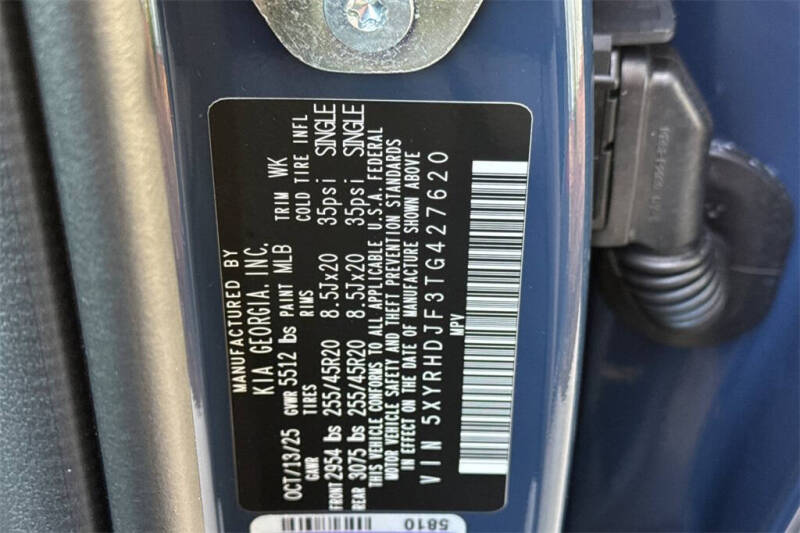 MANUFACTURED BY
KIA GEORGIA, INC.
OCT/13/25 GVWR 5512 lbs PAINT MLB TRIM WK
GAWR TIRES RIMS COLD TIRE INFL
FRONT 2954 lbs 255/45R20 8.5Jx20 35psi SINGLE
REAR 3075 lbs 255/45R20 8.5Jx20 35psi SINGLE
THIS VEHICLE CONFORMS TO ALL APPLICABLE U.S.A. FEDERAL
MOTOR VEHICLE SAFETY AND THEFT PREVENTION STANDARDS
EFFECTIVE ON THE DATE OF MANUFACTURE SHOWN ABOVE
VIN 5XYRHDJF3TG427620
MPV
5810